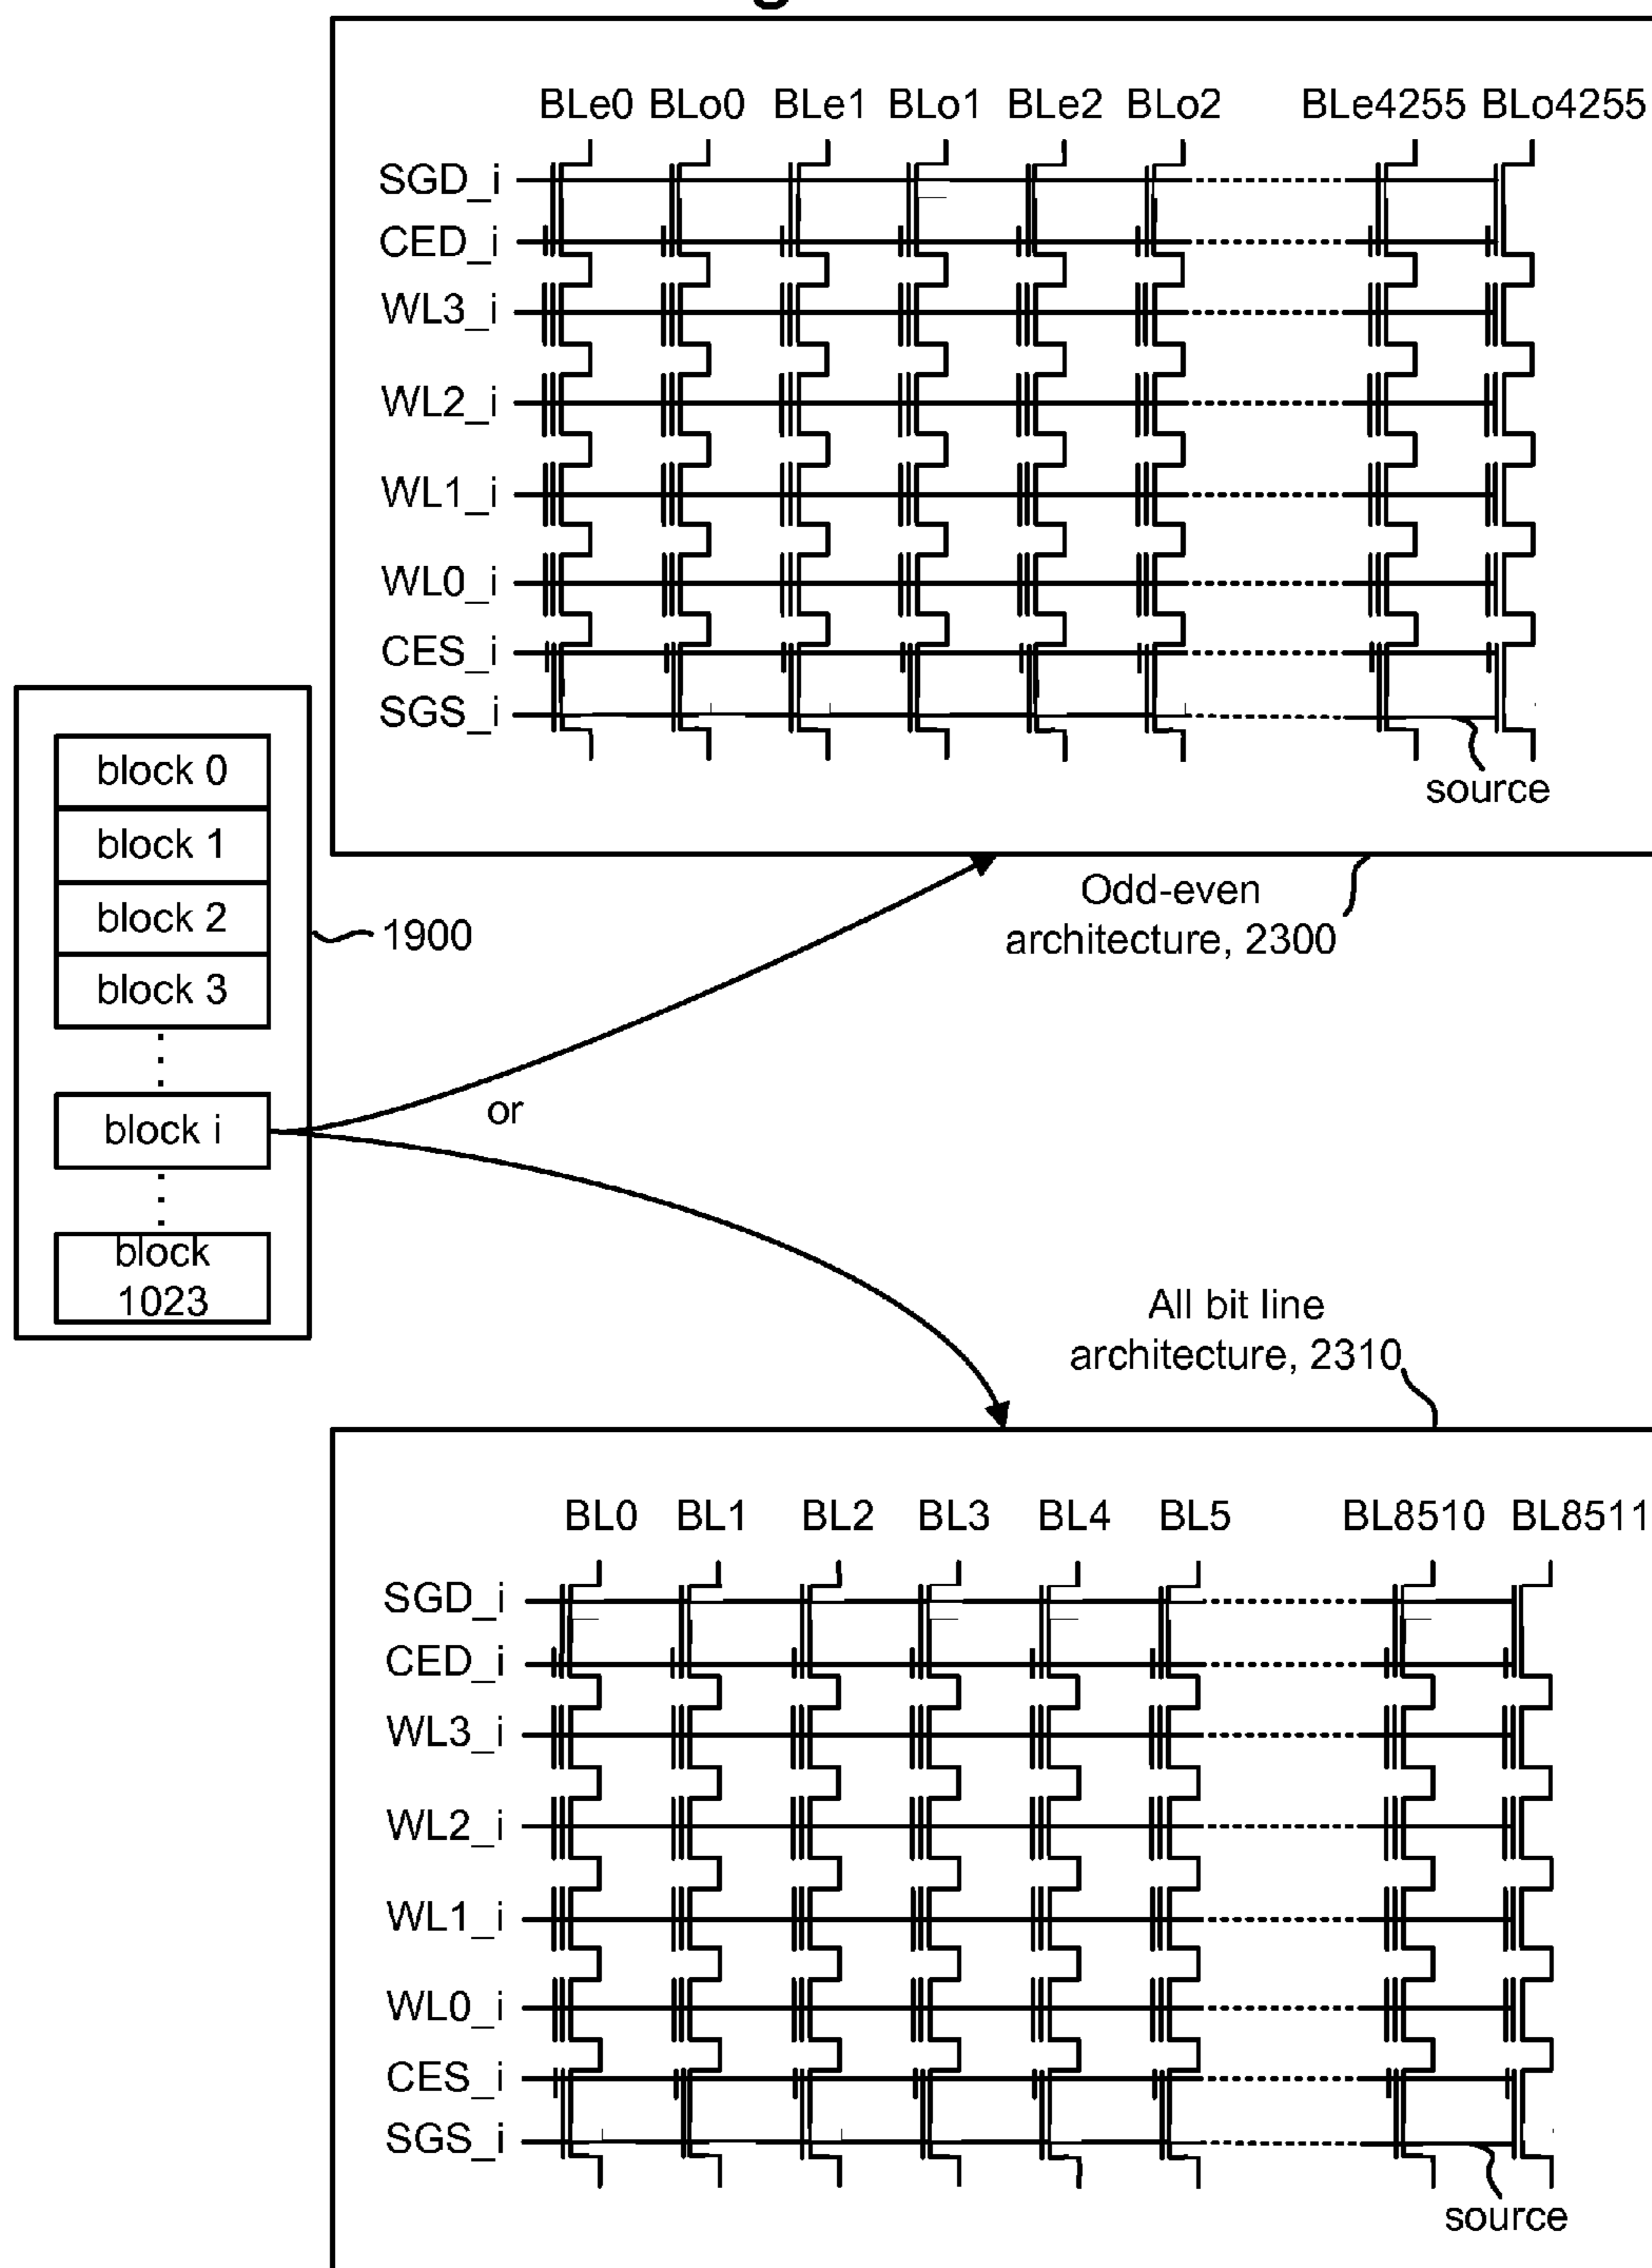 BLe0 BLo0 BLe1 BLo1 BLe2 BLo2 BLe4255 BLo4255
SGD_i
CED_i
WL3_i
WL2_i
WL1_i
WL0_i
CES_i
SGS_i
source
Odd-even
architecture, 2300
block 0
block 1
block 2
block 3
block i
block
1023
1900
or
All bit line
architecture, 2310
BL0 BL1 BL2 BL3 BL4 BL5 BL8510 BL8511
SGD_i
CED_i
WL3_i
WL2_i
WL1_i
WL0_i
CES_i
SGS_i
source